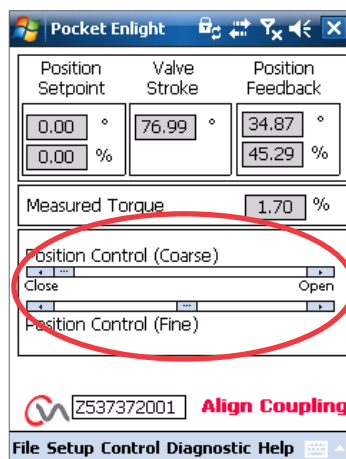 Pocket Enlight
Position Setpoint
Valve Stroke
Position Feedback
0.00 °
76.99 °
34.87 °
0.00 %
45.29 %
Measured Torque
1.70 %
Position Control (Coarse)
Close
Open
Position Control (Fine)
Z537372001
Align Coupling
File Setup Control Diagnostic Help